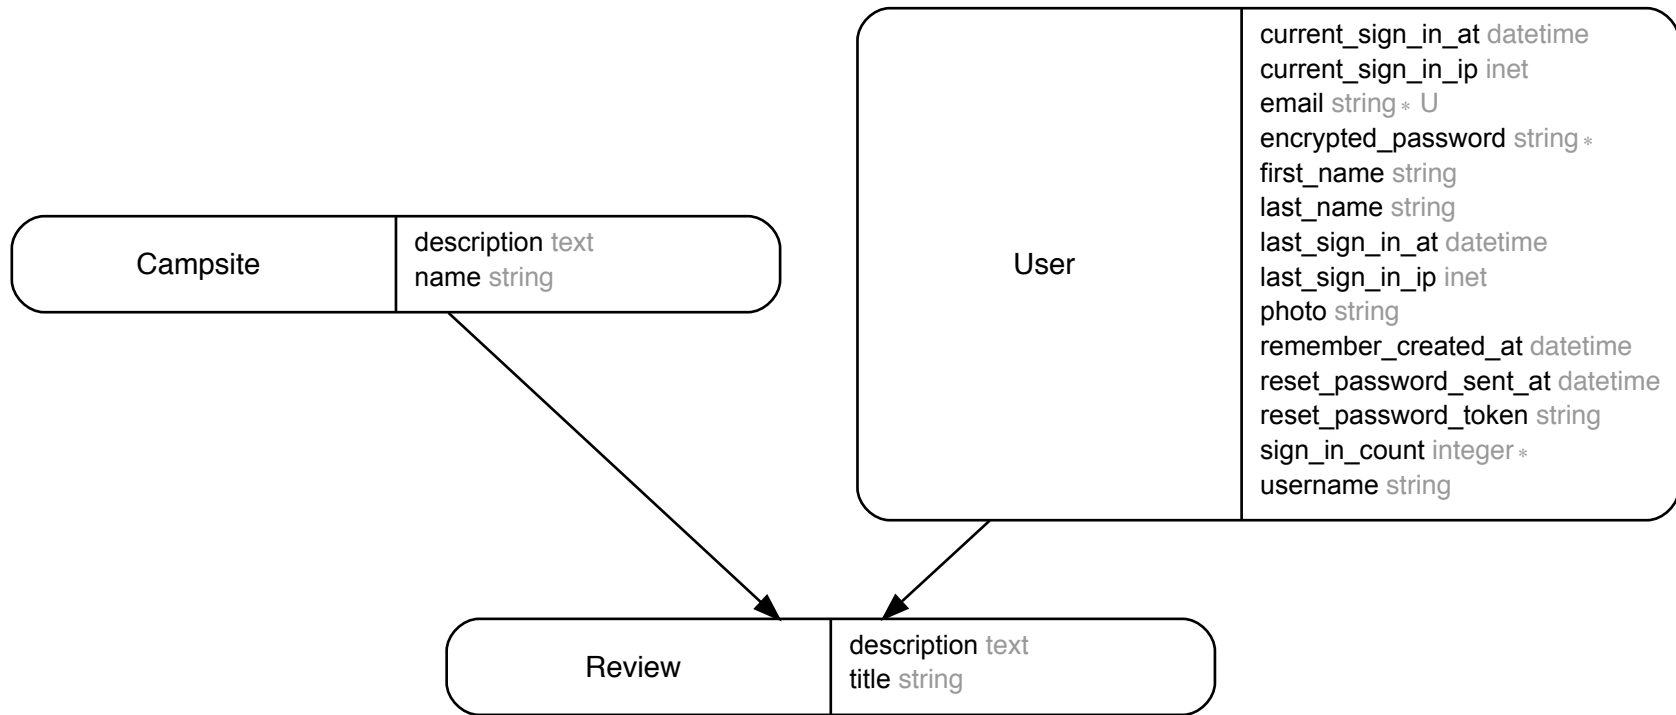 Campsite
description text
name string
User
current_sign_in_at datetime
current_sign_in_ip inet
email string ∗ U
encrypted_password string ∗
first_name string
last_name string
last_sign_in_at datetime
last_sign_in_ip inet
photo string
remember_created_at datetime
reset_password_sent_at datetime
reset_password_token string
sign_in_count integer ∗
username string
Review
description text
title string